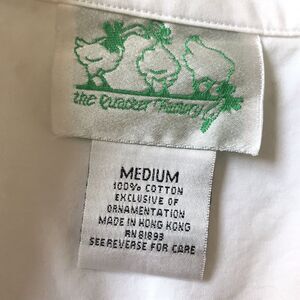 the Quacker Factory
MEDIUM
100% COTTON
EXCLUSIVE OF
ORNAMENTATION
MADE IN HONG KONG
RN 81893
SEE REVERSE FOR CARE